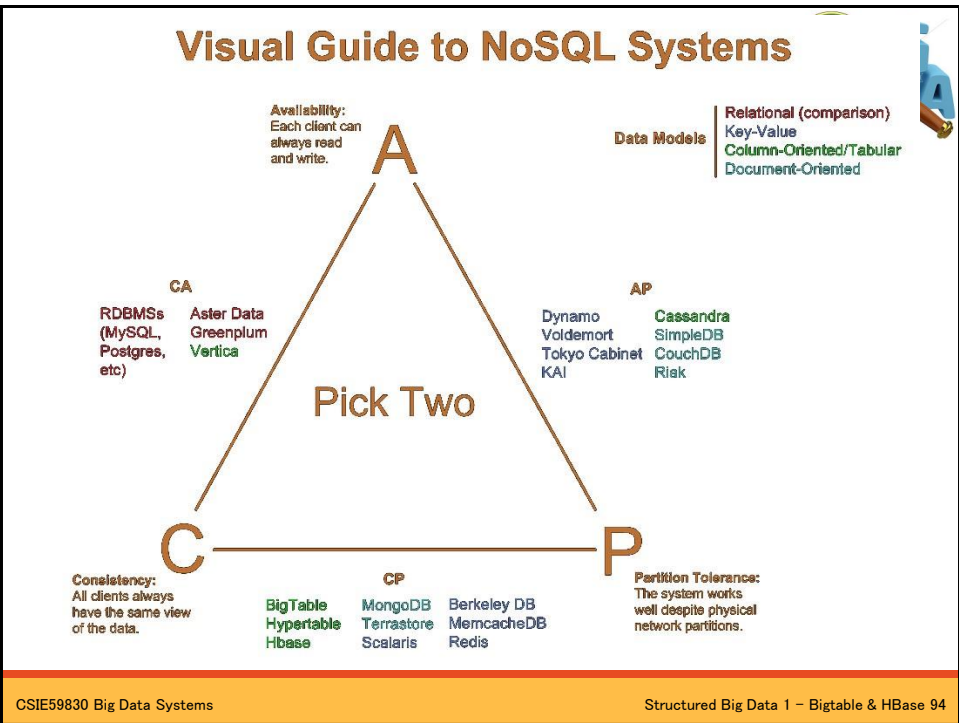 Visual Guide to NoSQL Systems
Availability:
Each client can
always read
and write.
A
Data Models
Relational (comparison)
Key-Value
Column-Oriented/Tabular
Document-Oriented
CA
RDBMSs
(MySQL,
Postgres,
etc)
Aster Data
Greenplum
Vertica
AP
Dynamo
Voldemort
Tokyo Cabinet
KAI
Cassandra
SimpleDB
CouchDB
Risk
Pick Two
C
P
Consistency:
All clients always
have the same view
of the data.
CP
BigTable
Hypertable
Hbase
MongoDB
Terrastore
Scalaris
Berkeley DB
MemcacheDB
Redis
Partition Tolerance:
The system works
well despite physical
network partitions.
CSIE59830 Big Data Systems
Structured Big Data 1 – Bigtable & HBase 94